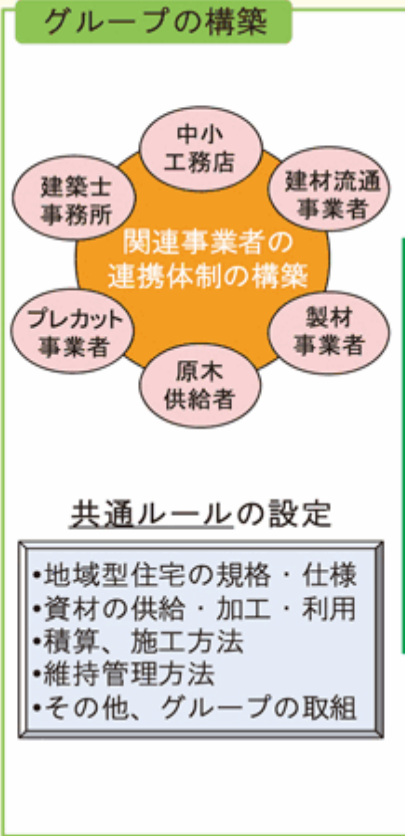 グループの構築
中小
工務店
建築士
事務所
建材流通
事業者
関連事業者の
連携体制の構築
プレカット
事業者
製材
事業者
原木
供給者
共通ルールの設定
•地域型住宅の規格・仕様
•資材の供給・加工・利用
•積算、施工方法
•維持管理方法
•その他、グループの取組